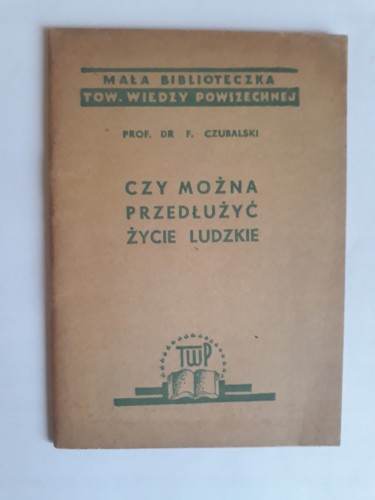 MAŁA BIBLIOTECZKA
TOW. WIEDZY POWSZECHNEJ
PROF. DR F. CZUBALSKI
CZY MOŻNA
PRZEDŁUŻYĆ
ŻYCIE LUDZKIE
TWP